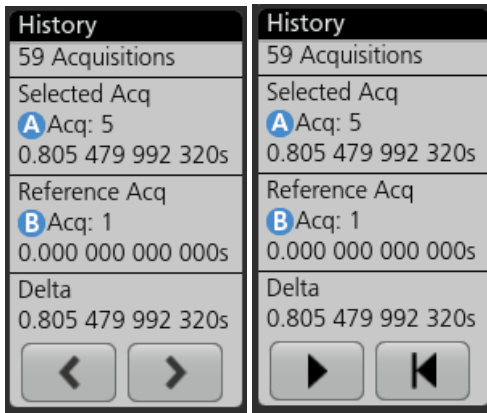 History
59 Acquisitions
Selected Acq
A Acq: 5
0.805 479 992 320s
Reference Acq
B Acq: 1
0.000 000 000 000s
Delta
0.805 479 992 320s
History
59 Acquisitions
Selected Acq
A Acq: 5
0.805 479 992 320s
Reference Acq
B Acq: 1
0.000 000 000 000s
Delta
0.805 479 992 320s